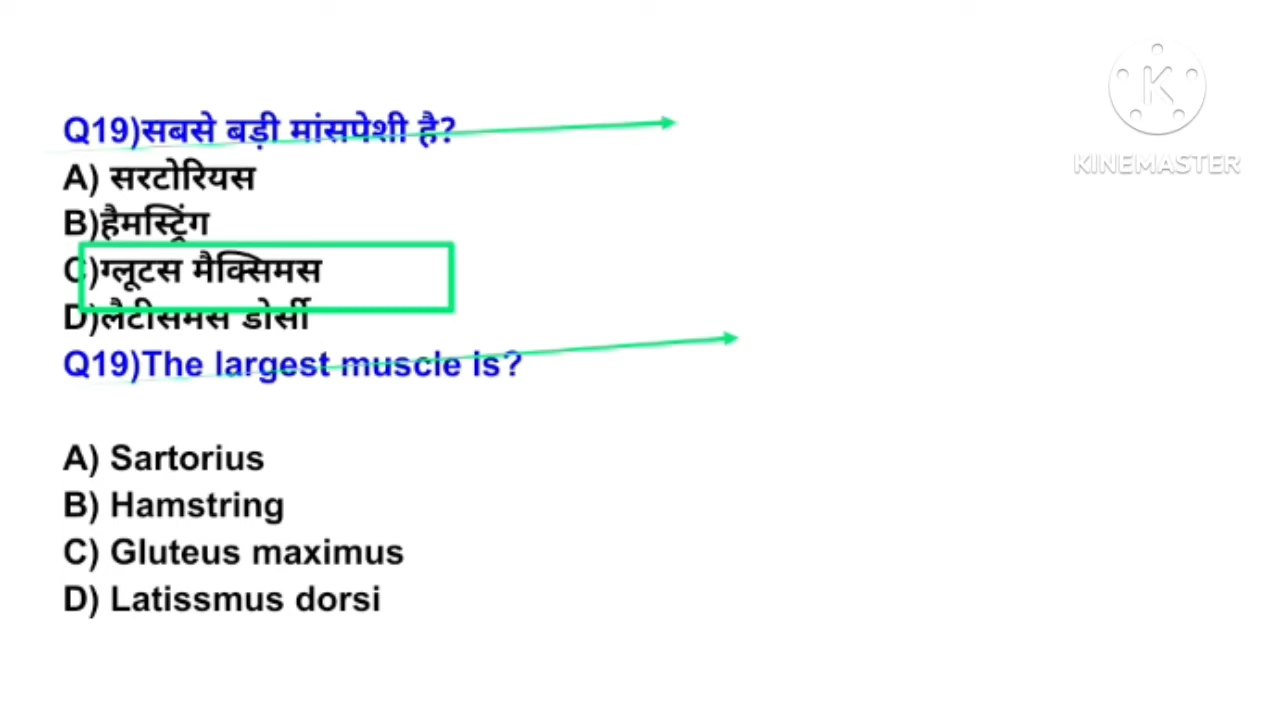 Q19)सबसे बड़ी मांसपेशी है?
A) सरटोरियस
B)हैमस्ट्रिंग
C)ग्लूटस मैक्सिमस
D)लैटीसमस डोर्सी
Q19)The largest muscle is?
A) Sartorius
B) Hamstring
C) Gluteus maximus
D) Latissmus dorsi
K
KINEMASTER